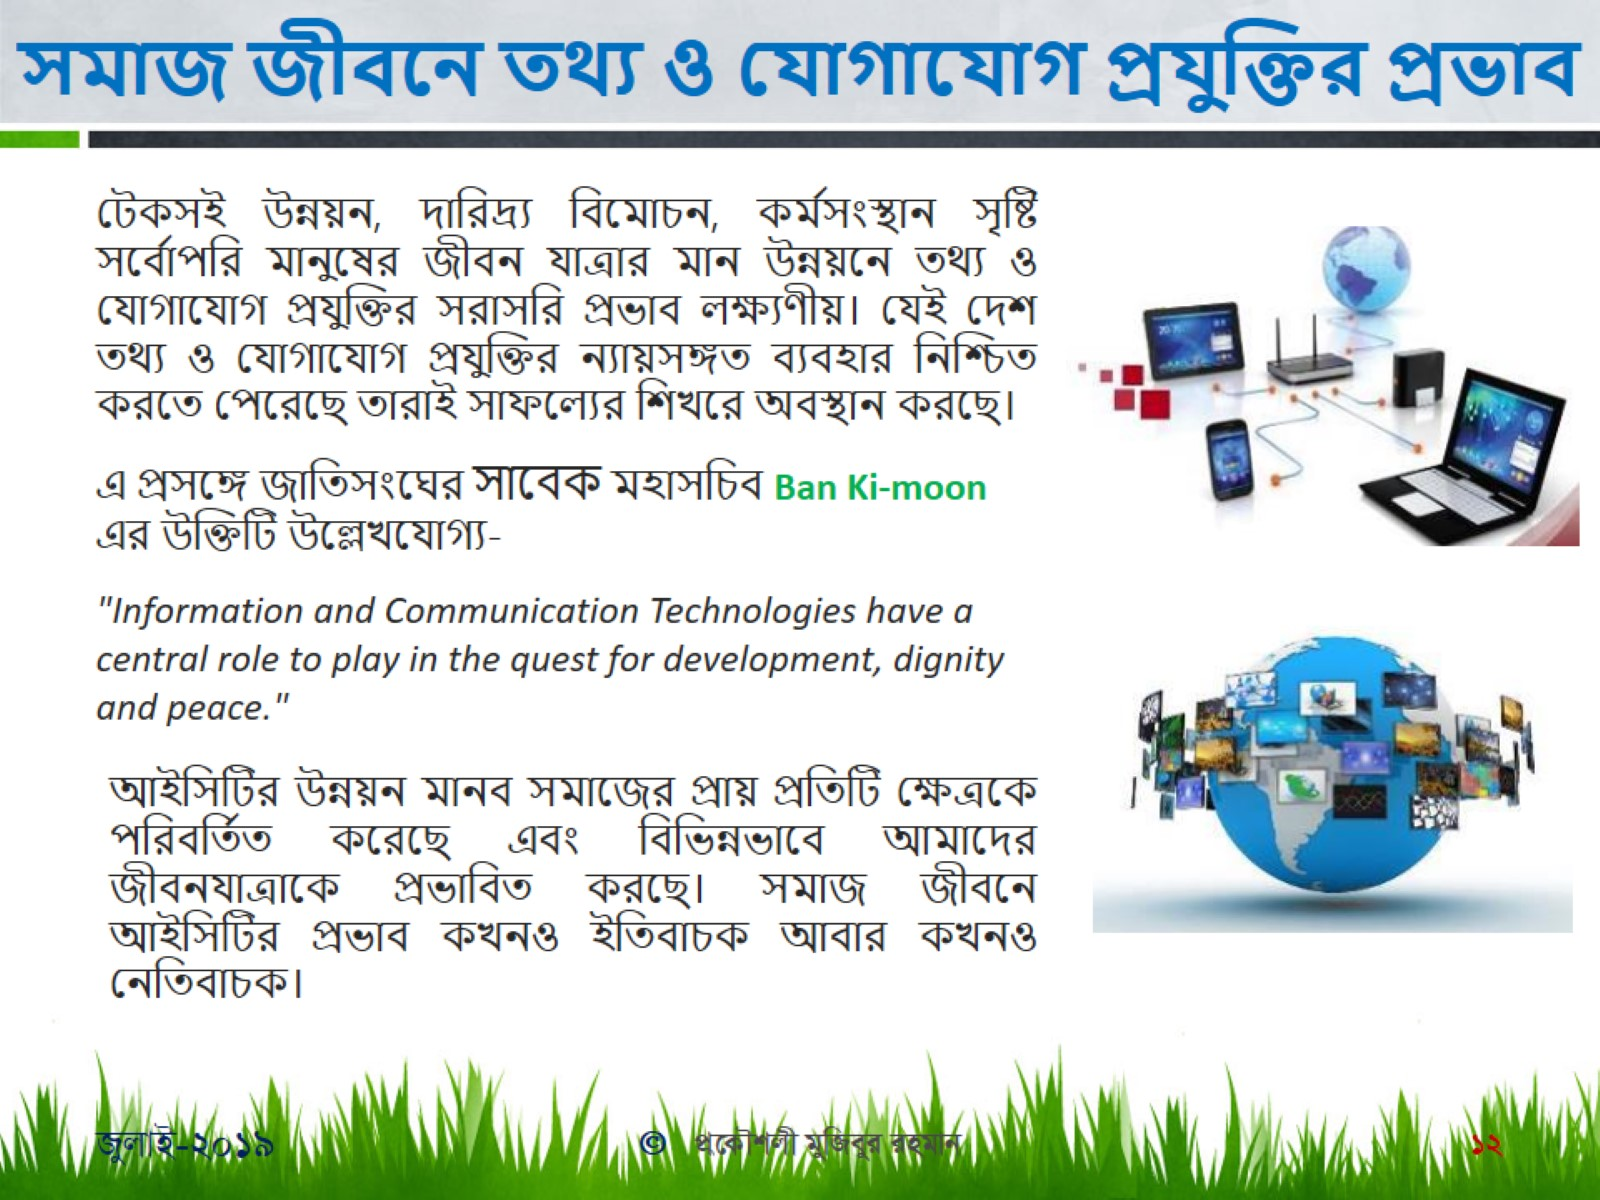 সমাজ জীবনে তথ্য ও যোগাযোগ প্রযুক্তির প্রভাব
টেকসই উন্নয়ন, দারিদ্র্য বিমোচন, কর্মসংস্থান সৃষ্টি
সর্বোপরি মানুষের জীবন যাত্রার মান উন্নয়নে তথ্য ও
যোগাযোগ প্রযুক্তির সরাসরি প্রভাব লক্ষ্যণীয়। যেই দেশ
তথ্য ও যোগাযোগ প্রযুক্তির ন্যায়সঙ্গত ব্যবহার নিশ্চিত
করতে পেরেছে তারাই সাফল্যের শিখরে অবস্থান করছে।
এ প্রসঙ্গে জাতিসংঘের সাবেক মহাসচিব Ban Ki-moon
এর উক্তিটি উল্লেখযোগ্য-
"Information and Communication Technologies have a
central role to play in the quest for development, dignity
and peace."
আইসিটির উন্নয়ন মানব সমাজের প্রায় প্রতিটি ক্ষেত্রকে
পরিবর্তিত করেছে এবং বিভিন্নভাবে আমাদের
জীবনযাত্রাকে প্রভাবিত করছে। সমাজ জীবনে
আইসিটির প্রভাব কখনও ইতিবাচক আবার কখনও
নেতিবাচক।
জুলাই-২০১৯ © প্রকৌশলী মুজিবুর রহমান ১২